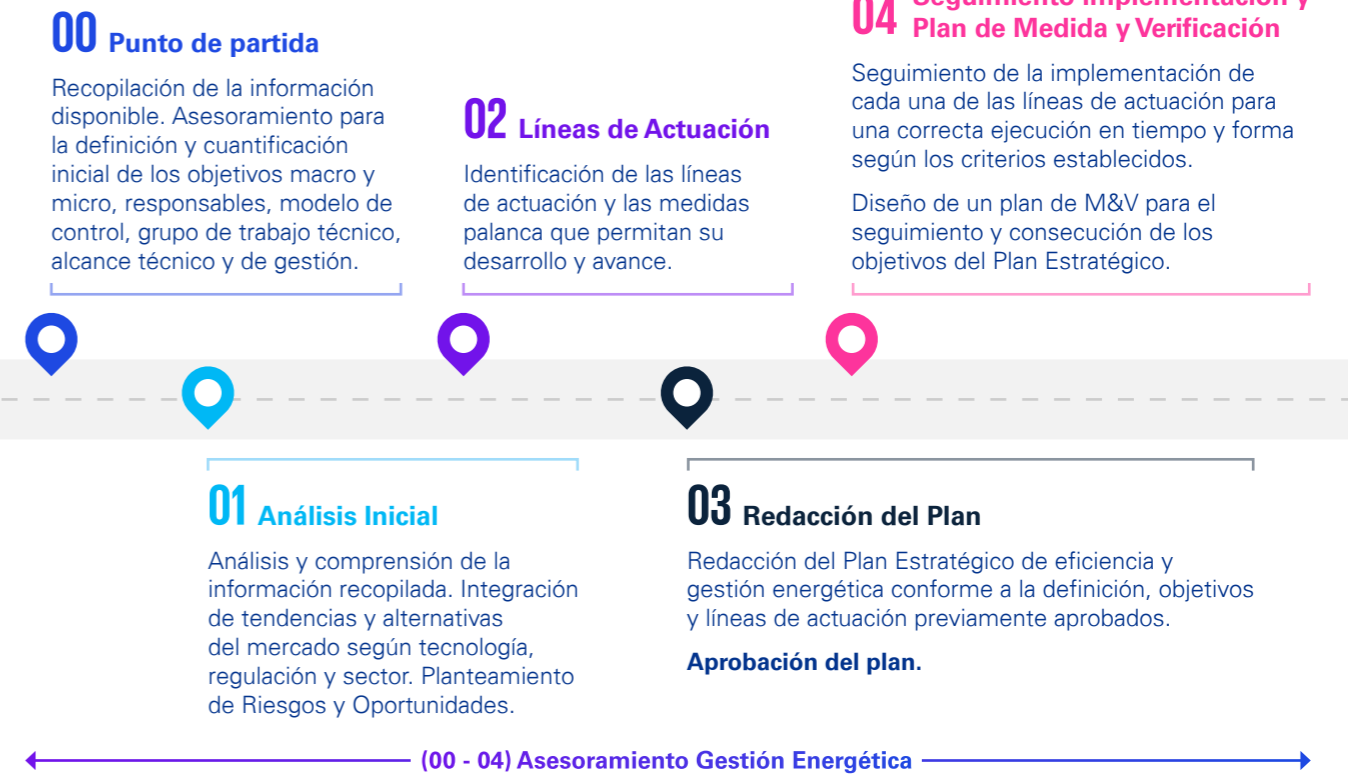 00 Punto de partida
Recopilación de la información
disponible. Asesoramiento para
la definición y cuantificación
inicial de los objetivos macro y
micro, responsables, modelo de
control, grupo de trabajo técnico,
alcance técnico y de gestión.
02 Líneas de Actuación
Identificación de las líneas
de actuación y las medidas
palanca que permitan su
desarrollo y avance.
Seguimiento Implementación y
04 Plan de Medida y Verificación
Seguimiento de la implementación de
cada una de las líneas de actuación para
una correcta ejecución en tiempo y forma
según los criterios establecidos.
Diseño de un plan de M&V para el
seguimiento y consecución de los
objetivos del Plan Estratégico.
01 Análisis Inicial
Análisis y comprensión de la
información recopilada. Integración
de tendencias y alternativas
del mercado según tecnología,
regulación y sector. Planteamiento
de Riesgos y Oportunidades.
03 Redacción del Plan
Redacción del Plan Estratégico de eficiencia y
gestión energética conforme a la definición, objetivos
y líneas de actuación previamente aprobados.
Aprobación del plan.
(00 - 04) Asesoramiento Gestión Energética